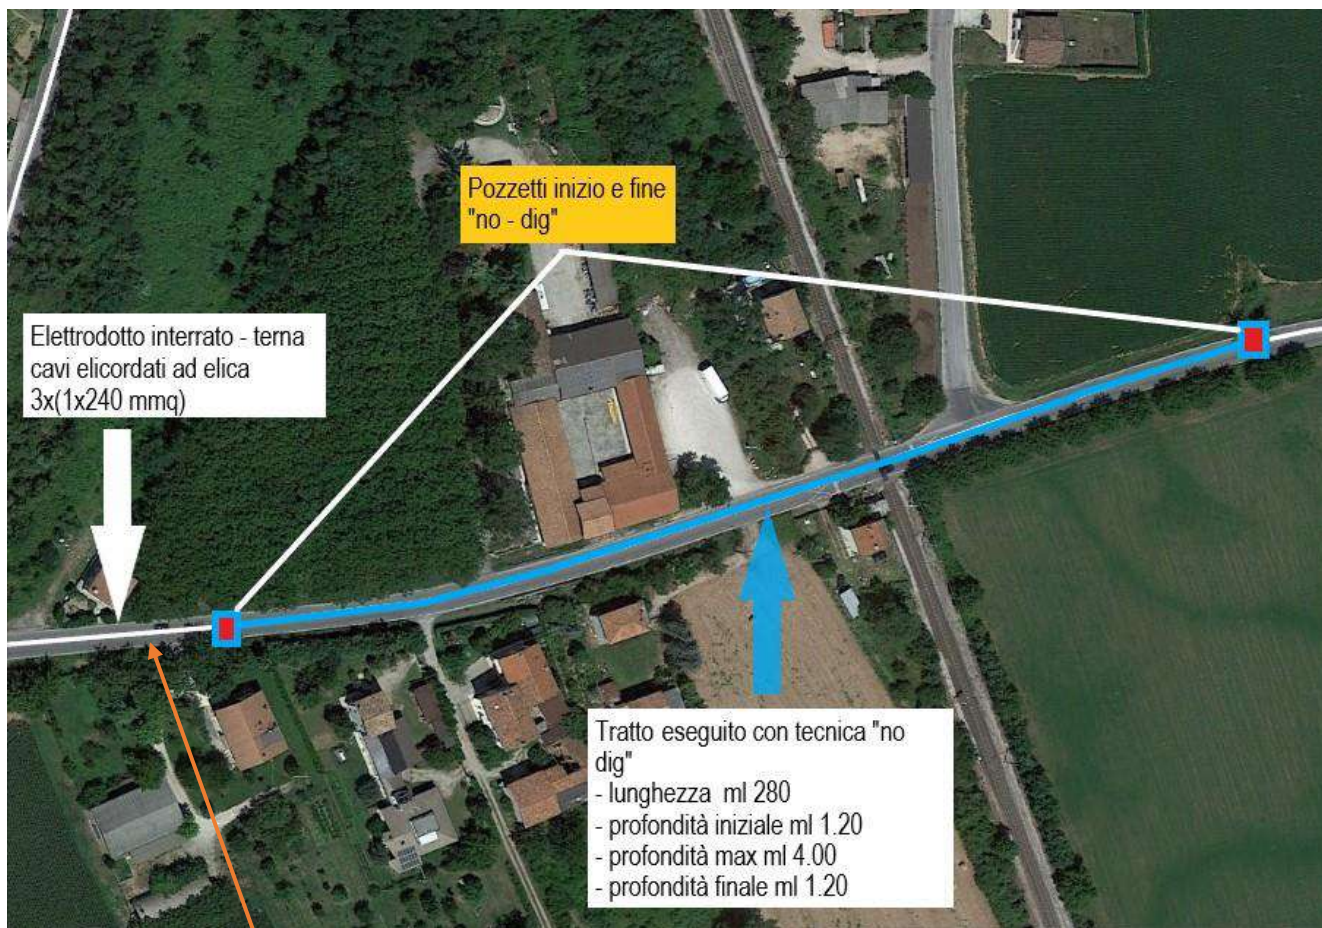 Pozzetti inizio e fine
"no - dig"
Elettrodotto interrato - terna
cavi elicordati ad elica
3x(1x240 mmq)
Tratto eseguito con tecnica "no
dig"
- lunghezza  ml 280
- profondità iniziale ml 1.20
- profondità max ml 4.00
- profondità finale ml 1.20